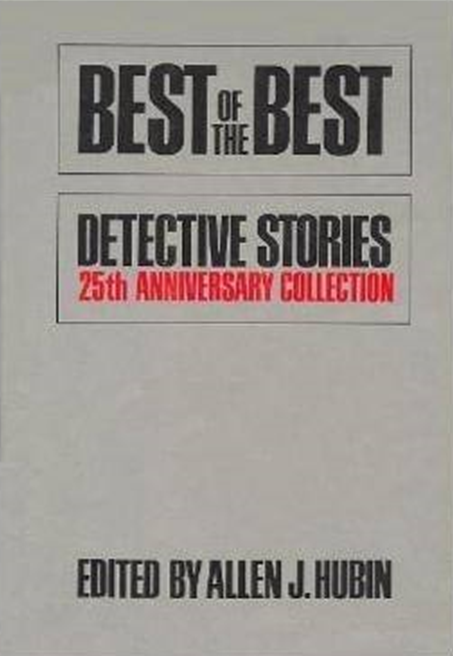 BEST OF THE BEST
DETECTIVE STORIES
25th ANNIVERSARY COLLECTION
EDITED BY ALLEN J. HUBIN